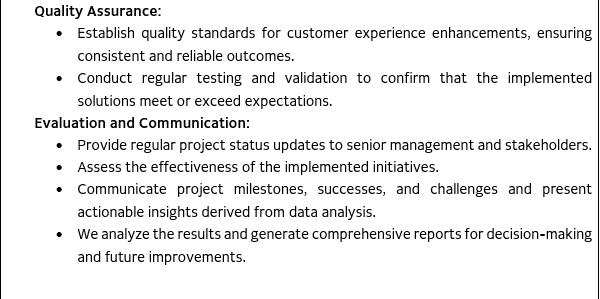 Quality Assurance:
• Establish quality standards for customer experience enhancements, ensuring
consistent and reliable outcomes.
• Conduct regular testing and validation to confirm that the implemented
solutions meet or exceed expectations.
Evaluation and Communication:
• Provide regular project status updates to senior management and stakeholders.
• Assess the effectiveness of the implemented initiatives.
• Communicate project milestones, successes, and challenges and present
actionable insights derived from data analysis.
• We analyze the results and generate comprehensive reports for decision-making
and future improvements.